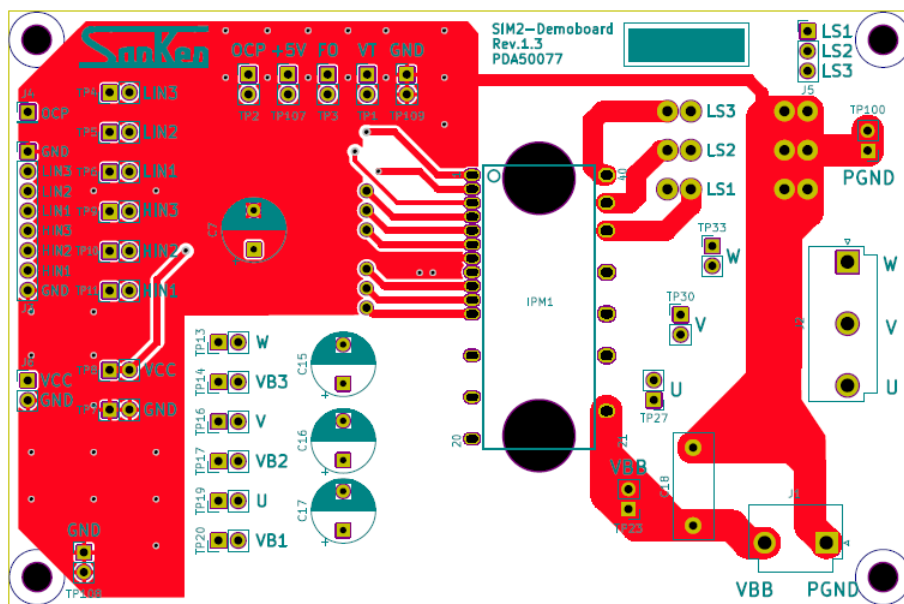 SanKen
SIM2-Demoboard
Rev.1.3
PDA50077
LS1
LS2
LS3
J5
OCP +5V FO VT GND
TP2 TP107 TP3 TP1 TP109
J4
OCP
TP4 LIN3
TP5 LIN2
TP6 LIN1
TP9 HIN3
TP10 HIN2
TP11 HIN1
GND
LIN3
LIN2
LIN1
HIN3
HIN2
HIN1
GND
J3
C7
1
40
IPM1
20
21
LS3
LS2
LS1
TP100
PGND
TP33
W
TP30
V
U
TP27
J2
W
V
U
VCC
GND
TP8 VCC
TP7 GND
TP13 W
TP14 VB3
TP16 V
TP17 VB2
TP19 U
TP20 VB1
C15
+
C16
+
C17
+
VBB
TP23
C18
J1
VBB PGND
GND
TP108